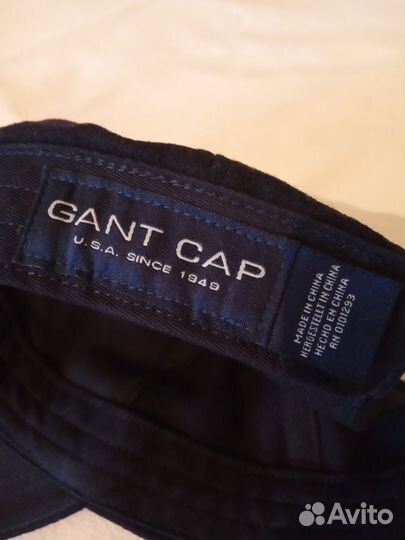 GANT CAP
U.S.A. SINCE 1949
MADE IN CHINA
HERGESTELLT IN CHINA
HECHO EN CHINA
RN 0101293
Avito